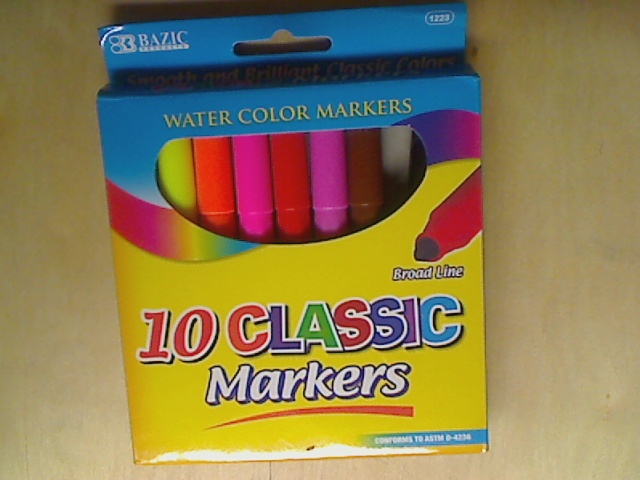 1223
BAZIC
PRODUCTS
Smooth and Brilliant Classic Colors
WATER COLOR MARKERS
Broad Line
10 CLASSIC
Markers
CONFORMS TO ASTM D-4236